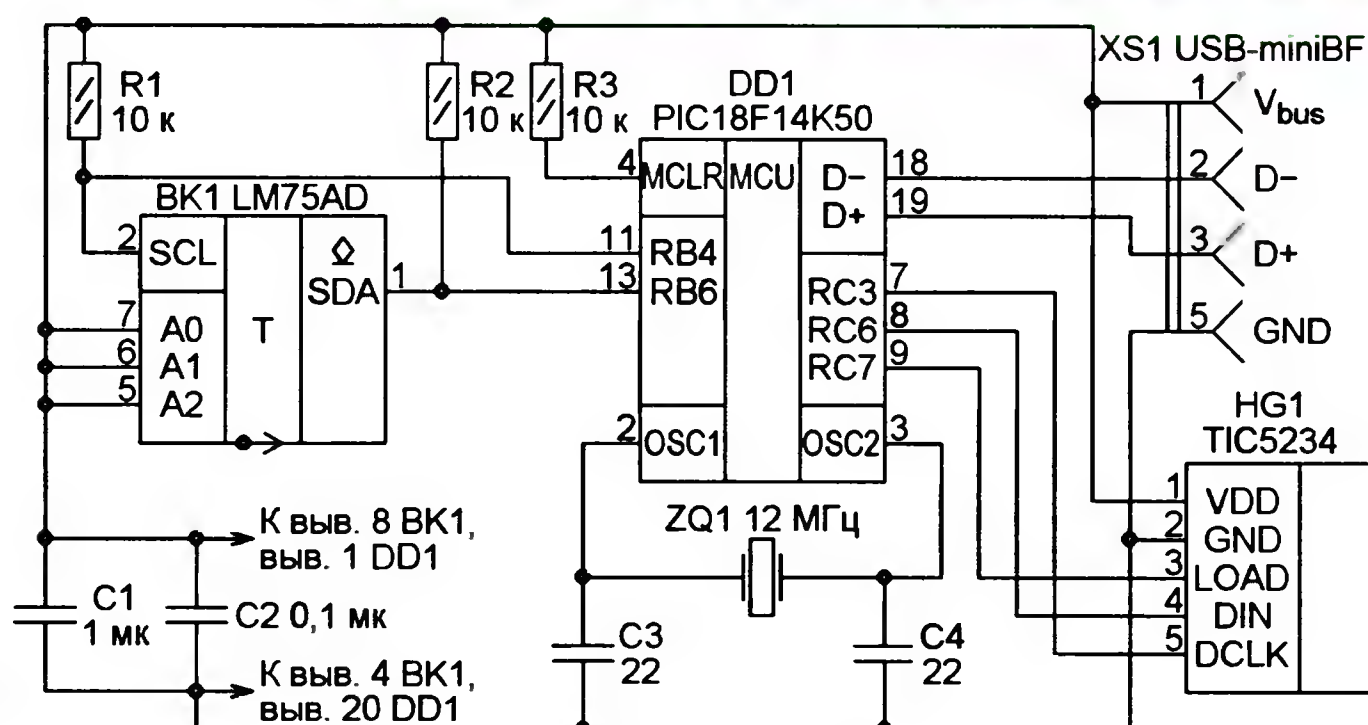 XS1 USB-miniBF
R1
10 к
R2
10 к
R3
10 к
DD1
PIC18F14K50
1
Vbus
4
MCLR
MCU
D−
18
2
D−
BK1 LM75AD
D+
19
2
SCL
◊
SDA
1
11
RB4
3
D+
13
RB6
RC3
7
7
A0
T
RC6
8
5
GND
6
A1
RC7
9
5
A2
HG1
TIC5234
2
OSC1
OSC2
3
1
VDD
К выв. 8 BK1,
выв. 1 DD1
ZQ1 12 МГц
2
GND
3
LOAD
C1
1 мк
C2 0,1 мк
4
DIN
C3
22
C4
22
5
DCLK
К выв. 4 BK1,
выв. 20 DD1